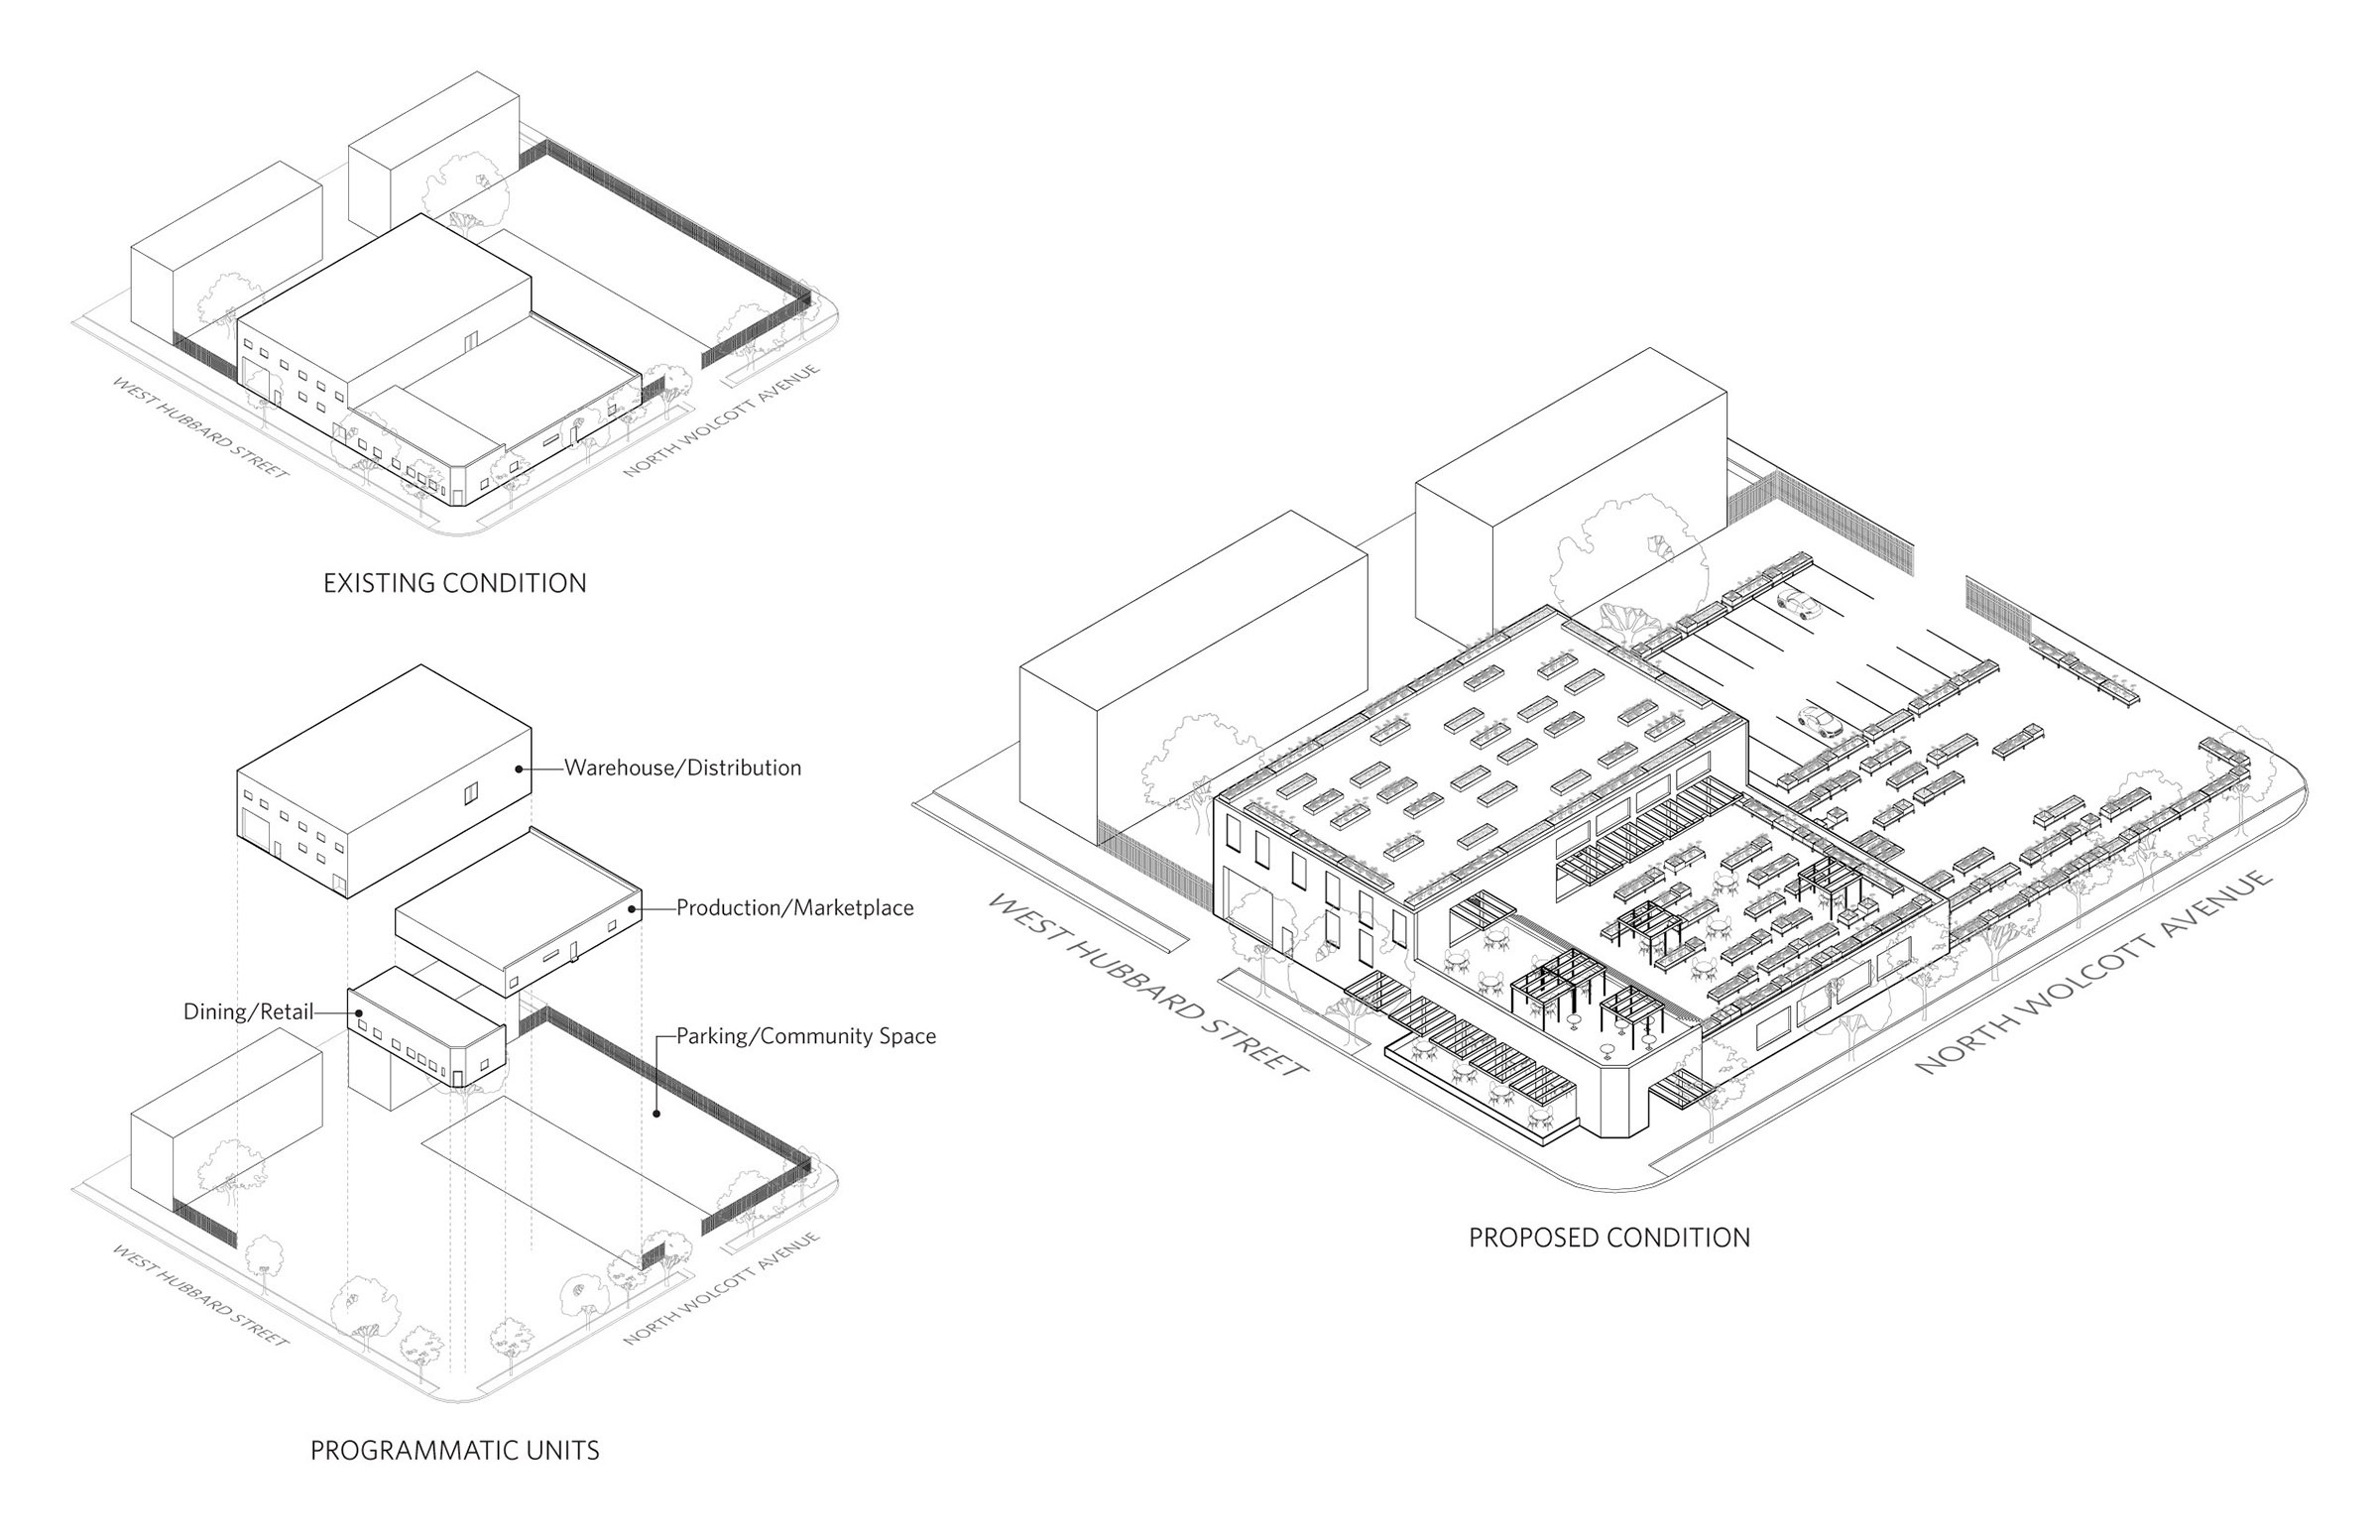 WEST HUBBARD STREET
NORTH WOLCOTT AVENUE
EXISTING CONDITION
Warehouse/Distribution
Production/Marketplace
Dining/Retail
Parking/Community Space
WEST HUBBARD STREET
NORTH WOLCOTT AVENUE
PROGRAMMATIC UNITS
WEST HUBBARD STREET
NORTH WOLCOTT AVENUE
PROPOSED CONDITION